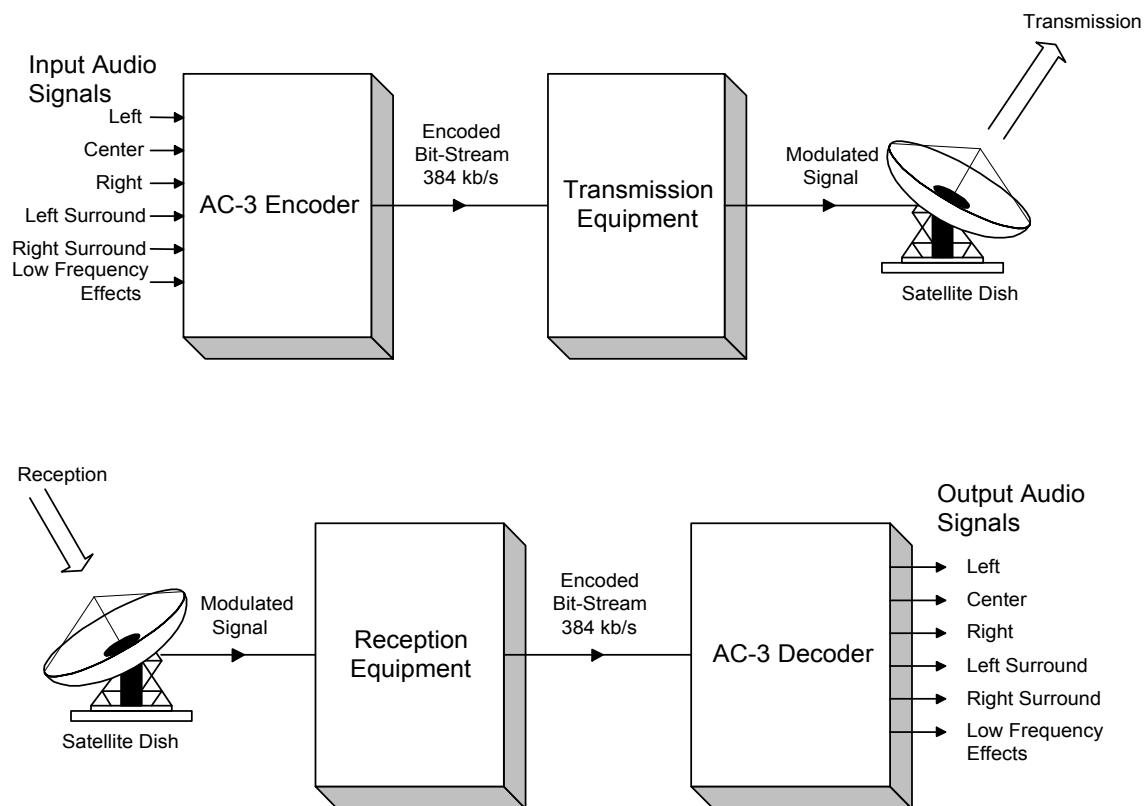 Transmission
Input Audio
Signals
Left
Center
Right
Left Surround
Right Surround
Low Frequency
Effects
AC-3 Encoder
Encoded
Bit-Stream
384 kb/s
Transmission
Equipment
Modulated
Signal
Satellite Dish
Reception
Satellite Dish
Modulated
Signal
Reception
Equipment
Encoded
Bit-Stream
384 kb/s
AC-3 Decoder
Output Audio
Signals
Left
Center
Right
Left Surround
Right Surround
Low Frequency
Effects